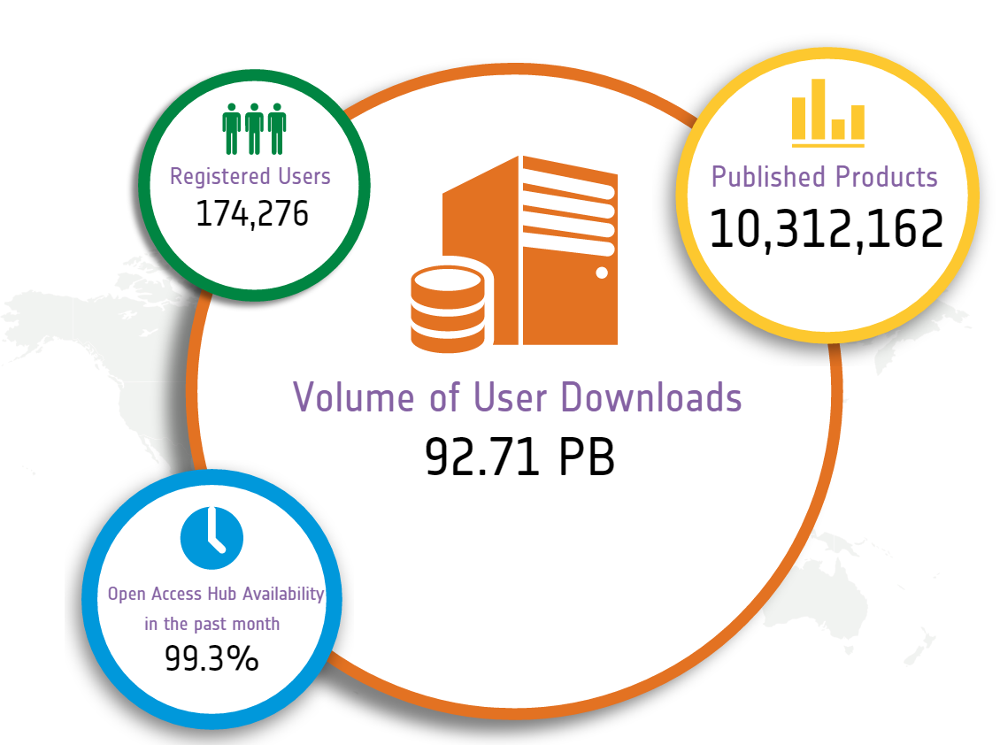 Registered Users
174,276
Published Products
10,312,162
Volume of User Downloads
92.71 PB
Open Access Hub Availability
in the past month
99.3%